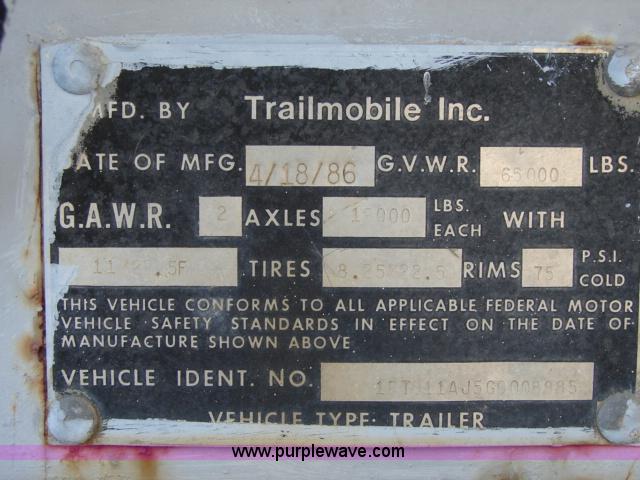 MFD. BY Trailmobile Inc.
DATE OF MFG. 4/18/86 G.V.W.R. 65000 LBS.
G.A.W.R. 2 AXLES LBS. EACH WITH
TIRES 8.25 RIMS 75 P.S.I. COLD
THIS VEHICLE CONFORMS TO ALL APPLICABLE FEDERAL MOTOR
VEHICLE SAFETY STANDARDS IN EFFECT ON THE DATE OF
MANUFACTURE SHOWN ABOVE
VEHICLE IDENT. NO.
VEHICLE TYPE: TRAILER
www.purplewave.com